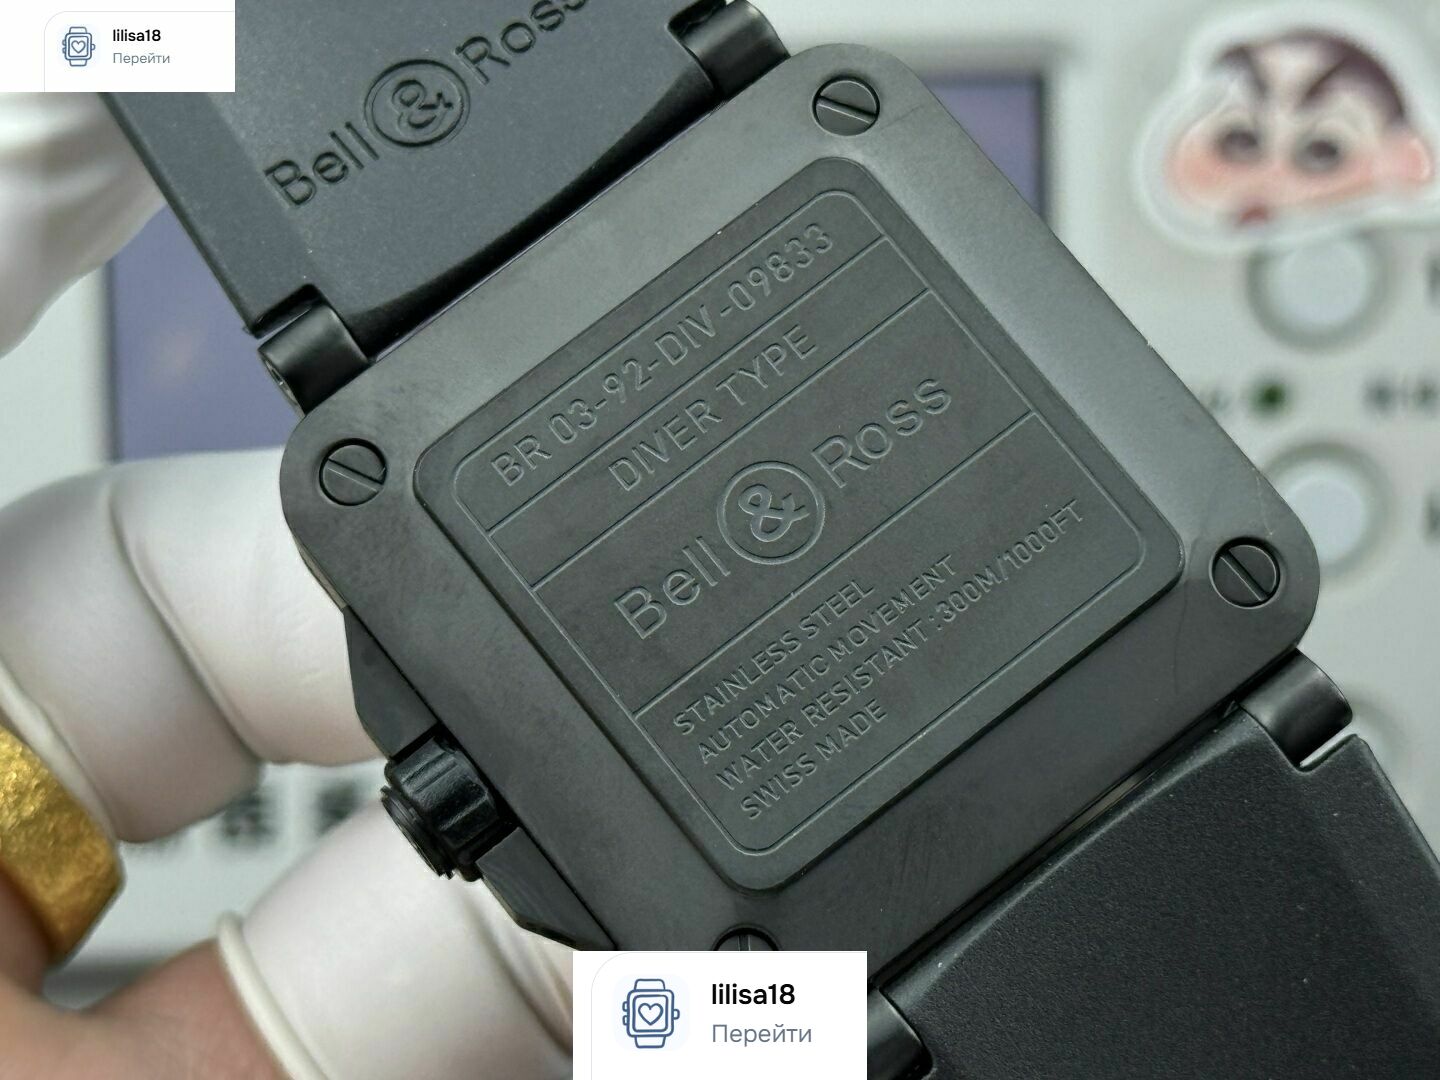 lilisa18
Перейти
Bell & Ross
BR 03-92-DIV-09833
DIVER TYPE
Bell & Ross
STAINLESS STEEL
AUTOMATIC MOVEMENT
WATER RESISTANT : 300M/1000FT
SWISS MADE
lilisa18
Перейти